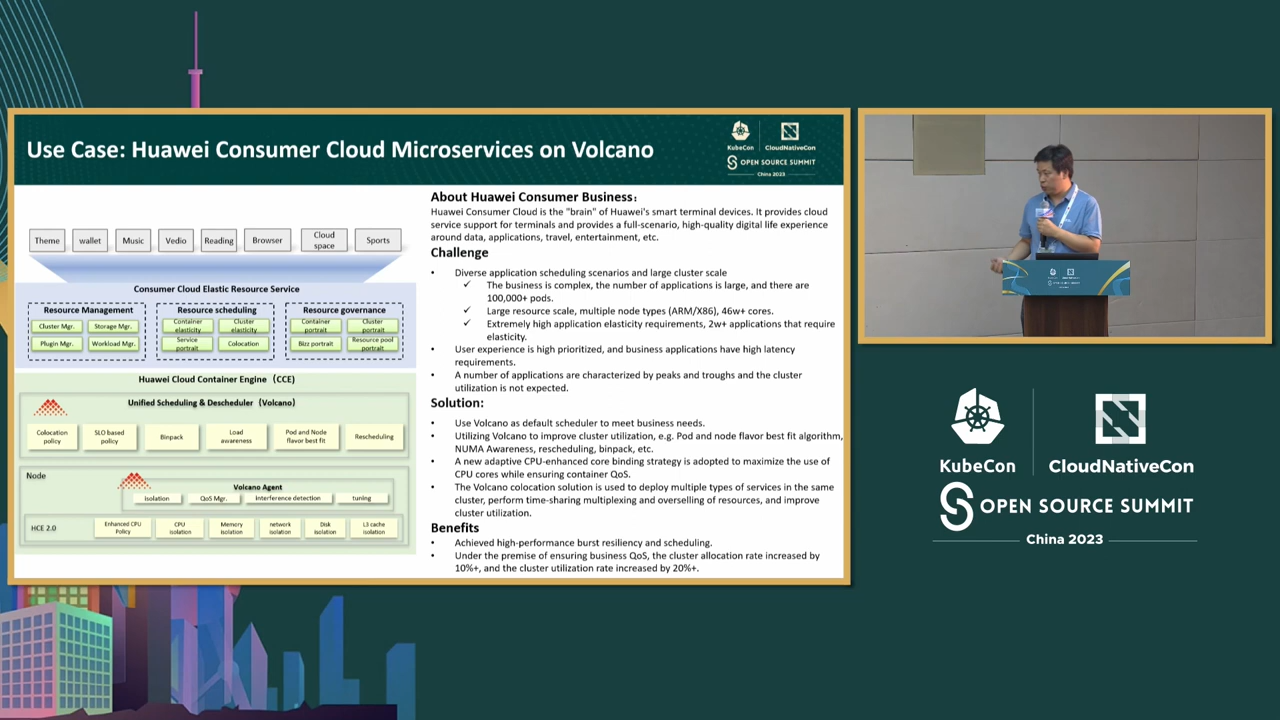 Use Case: Huawei Consumer Cloud Microservices on Volcano
KubeCon
CloudNativeCon
OPEN SOURCE SUMMIT
China 2023
Theme
wallet
Music
Vedio
Reading
Browser
Cloud
space
Sports
Consumer Cloud Elastic Resource Service
Resource Management
Cluster Mgr.
Storage Mgr.
Plugin Mgr.
Workload Mgr.
Resource scheduling
Container
elasticity
Cluster
elasticity
Service
portrait
Colocation
Resource governance
Container
portrait
Cluster
portrait
Bizz portrait
Resource pool
portrait
Huawei Cloud Container Engine（CCE）
Unified Scheduling & Descheduler（Volcano）
Colocation
policy
SLO based
policy
Binpack
Load
awareness
Pod and Node
flavor best fit
Rescheduling
Node
Volcano Agent
Isolation
QoS Mgr.
Interference detection
tuning
HCE 2.0
Enhanced CPU
Policy
CPU
isolation
Memory
isolation
network
isolation
Disk
isolation
L3 cache
isolation
About Huawei Consumer Business：
Huawei Consumer Cloud is the "brain" of Huawei's smart terminal devices. It provides cloud
service support for terminals and provides a full-scenario, high-quality digital life experience
around data, applications, travel, entertainment, etc.
Challenge
• Diverse application scheduling scenarios and large cluster scale
✓ The business is complex, the number of applications is large, and there are
100,000+ pods.
✓ Large resource scale, multiple node types (ARM/X86), 46w+ cores.
✓ Extremely high application elasticity requirements, 2w+ applications that require
elasticity.
• User experience is high prioritized, and business applications have high latency
requirements.
• A number of applications are characterized by peaks and troughs and the cluster
utilization is not expected.
Solution:
• Use Volcano as default scheduler to meet business needs.
• Utilizing Volcano to improve cluster utilization, e.g. Pod and node flavor best fit algorithm,
NUMA Awareness, rescheduling, binpack, etc.
• A new adaptive CPU-enhanced core binding strategy is adopted to maximize the use of
CPU cores while ensuring container QoS.
• The Volcano colocation solution is used to deploy multiple types of services in the same
cluster, perform time-sharing multiplexing and overselling of resources, and improve
cluster utilization.
Benefits
• Achieved high-performance burst resiliency and scheduling.
• Under the premise of ensuring business QoS, the cluster allocation rate increased by
10%+, and the cluster utilization rate increased by 20%+.
KubeCon
CloudNativeCon
OPEN SOURCE SUMMIT
China 2023